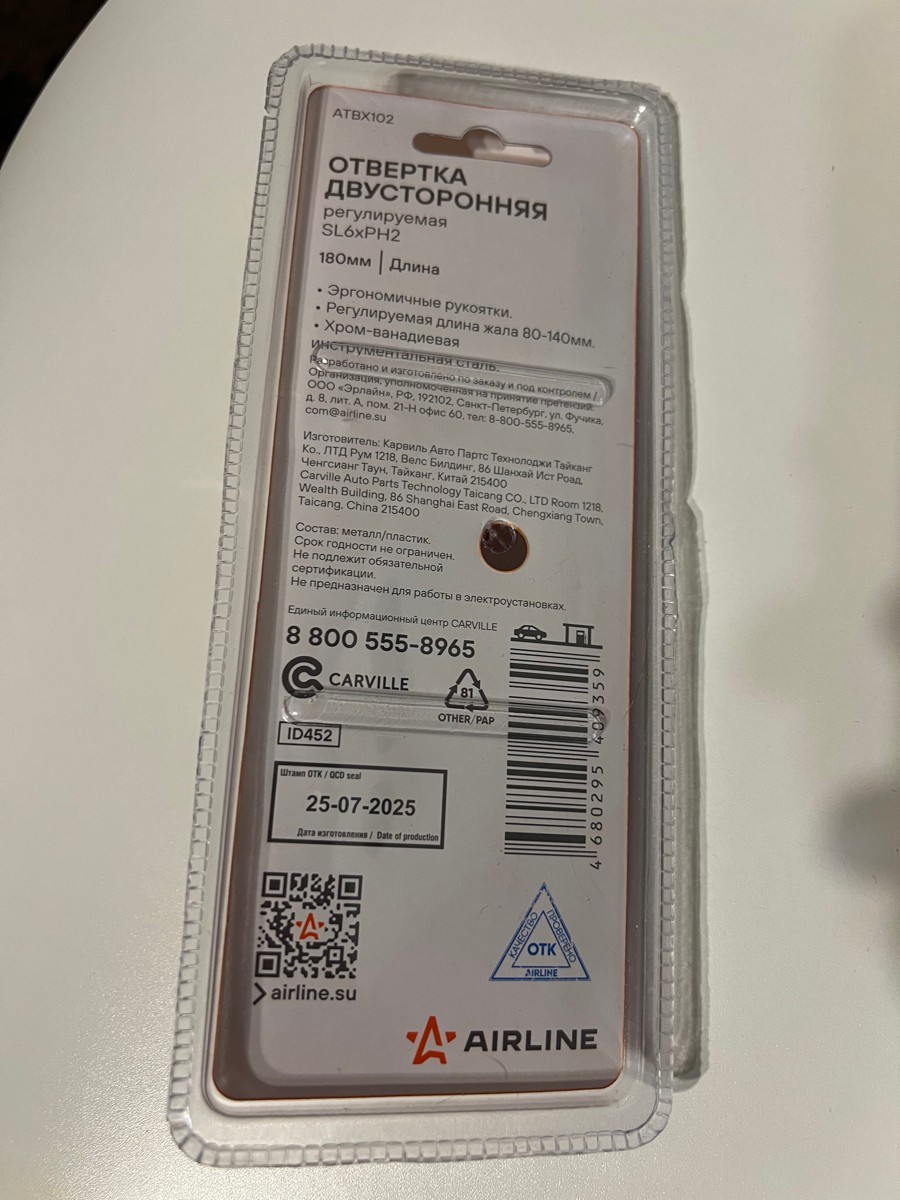 ATBX102
ОТВЕРТКА
ДВУСТОРОННЯЯ
регулируемая
SL6xPH2
180мм | Длина
• Эргономичные рукоятки.
• Регулируемая длина жала 80-140мм.
• Хром-ванадиевая
инструментальная сталь.
Разработано и изготовлено по заказу и под контролем /
Организация, уполномоченная на принятие претензий:
ООО «Эрлайн», РФ, 192102, Санкт-Петербург, ул. Фучика,
д. 8, лит. А, пом. 21-Н офис 60, тел: 8-800-555-8965,
com@airline.su
Изготовитель: Карвиль Авто Партс Технолоджи Тайканг
Ко., ЛТД Рум 1218, Велс Билдинг, 86 Шанхай Ист Роад,
Ченгсианг Таун, Тайканг, Китай 215400
Carville Auto Parts Technology Taicang CO., LTD Room 1218,
Wealth Building, 86 Shanghai East Road, Chengxiang Town,
Taicang, China 215400
Состав: металл/пластик.
Срок годности не ограничен.
Не подлежит обязательной
сертификации.
Не предназначен для работы в электроустановках.
Единый информационный центр CARVILLE
8 800 555-8965
CARVILLE
81
OTHER/PAP
ID452
4 680295 409359
Штамп ОТК / QCD seal
25-07-2025
Дата изготовления / Date of production
airline.su
КАЧЕСТВО
ПРОВЕРЕНО
ОТК
AIRLINE
AIRLINE